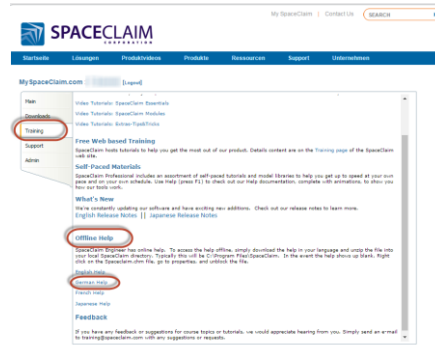 My SpaceClaim | Contact Us
SEARCH
SPACECLAIM
CORPORATION
Startseite Lösungen Produktvideos Produkte Ressourcen Support Unternehmen
MySpaceClaim.com [Logout]
Main
Downloads
Training
Support
Admin
Video Tutorials: SpaceClaim Essentials
Video Tutorials: SpaceClaim Modules
Video Tutorials: Extras-Tips&Tricks
Free Web based Training
SpaceClaim hosts tutorials to help you get the most out of our product. Details content are on the Training page of the SpaceClaim
web site.
Self-Paced Materials
SpaceClaim Professional includes an assortment of self-paced tutorials and model libraries to help you get up to speed at your own
pace and on your own schedule. Use Help (press F1) to check out our Help documentation, complete with animations, to show you
how our tools work.
What's New
We're constantly updating our software and have exciting new additions. Check out our release notes to learn more.
English Release Notes || Japanese Release Notes
Offline Help
SpaceClaim Engineer has online help. To access the help offline, simply download the help in your language and unzip the file into
your local SpaceClaim directory. Typically this will be C:\Program Files\SpaceClaim. In the event the help shows up blank. Right
click on the Spaceclaim.chm file, go to properties, and unblock the file.
English Help
German Help
French Help
Japanese Help
Feedback
If you have any feedback or suggestions for course topics or tutorials, we would appreciate hearing from you. Simply send an e-mail
to training@spaceclaim.com with any suggestions or requests.